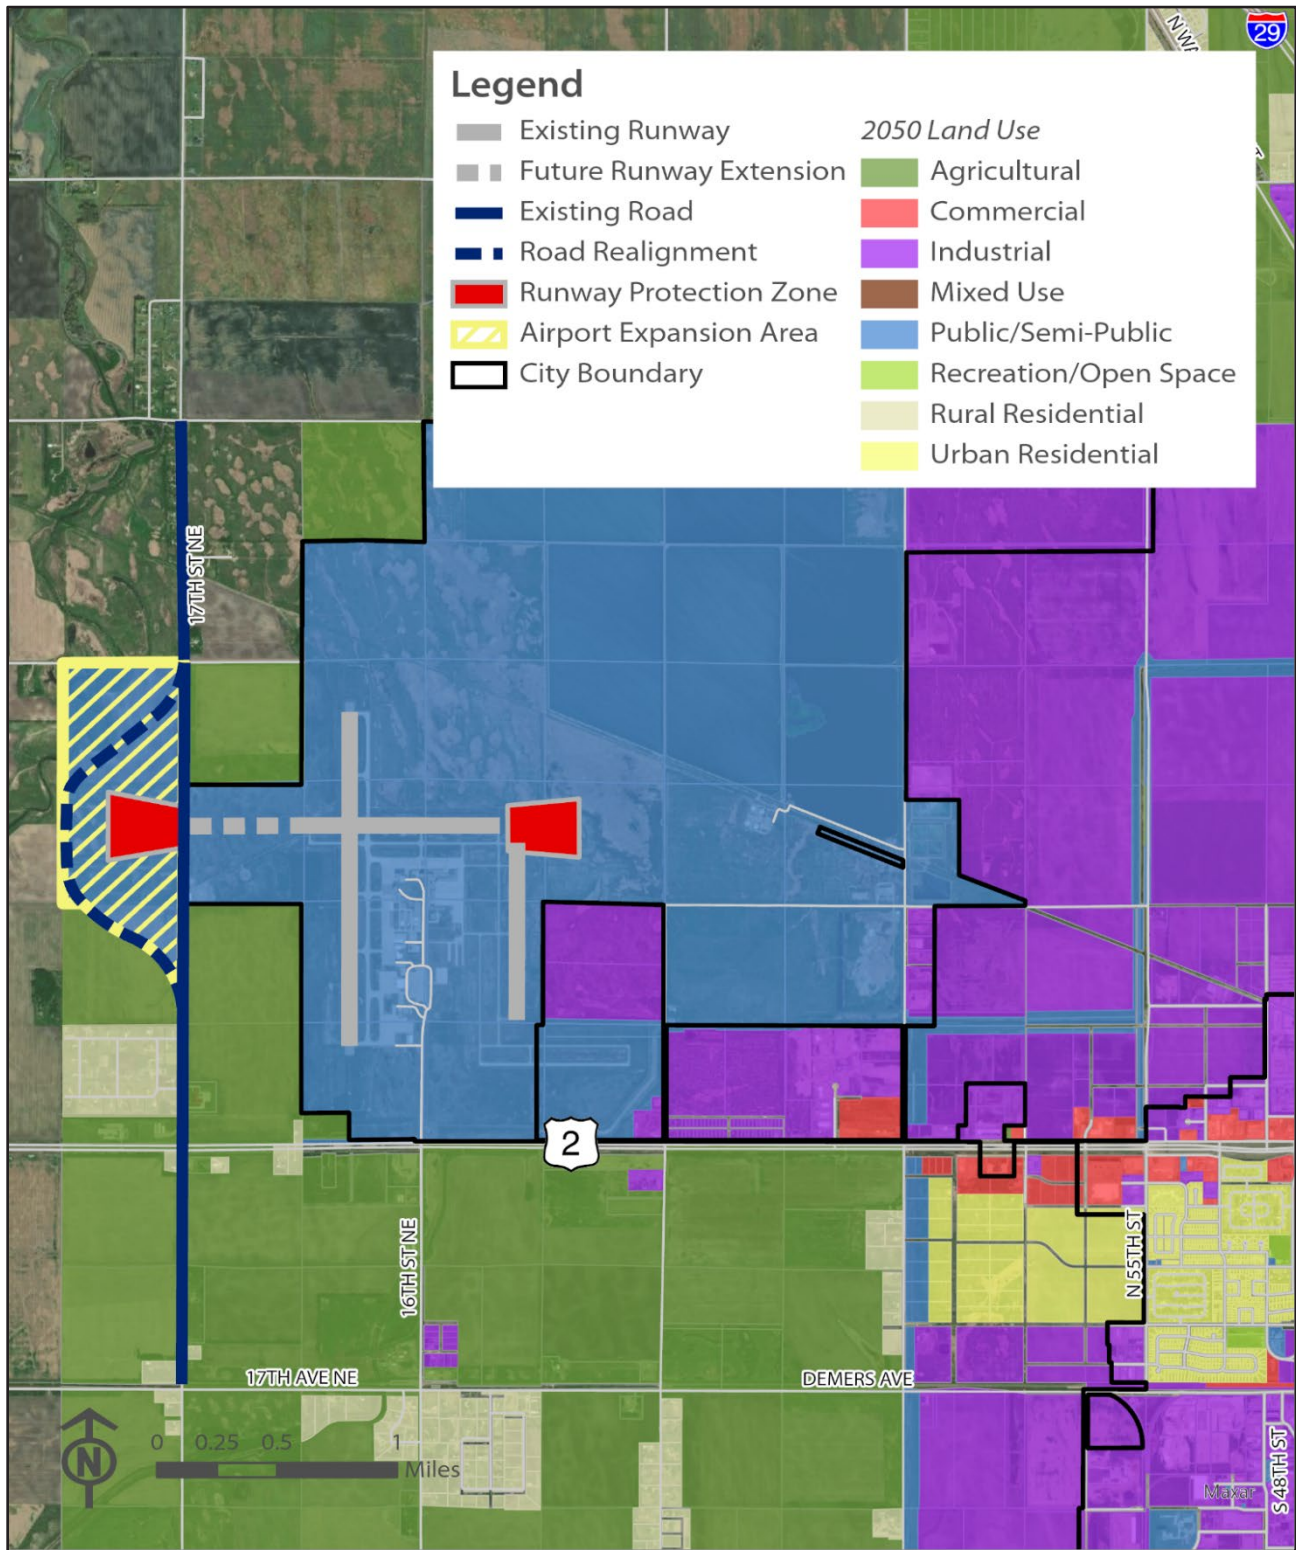 29
N W
Legend
Existing Runway
Future Runway Extension
Existing Road
Road Realignment
Runway Protection Zone
Airport Expansion Area
City Boundary
2050 Land Use
Agricultural
Commercial
Industrial
Mixed Use
Public/Semi-Public
Recreation/Open Space
Rural Residential
Urban Residential
17TH ST NE
2
16TH ST NE
N 55TH ST
17TH AVE NE
DEMERS AVE
N
0 0.25 0.5 1
Miles
Maxar
S 48TH ST